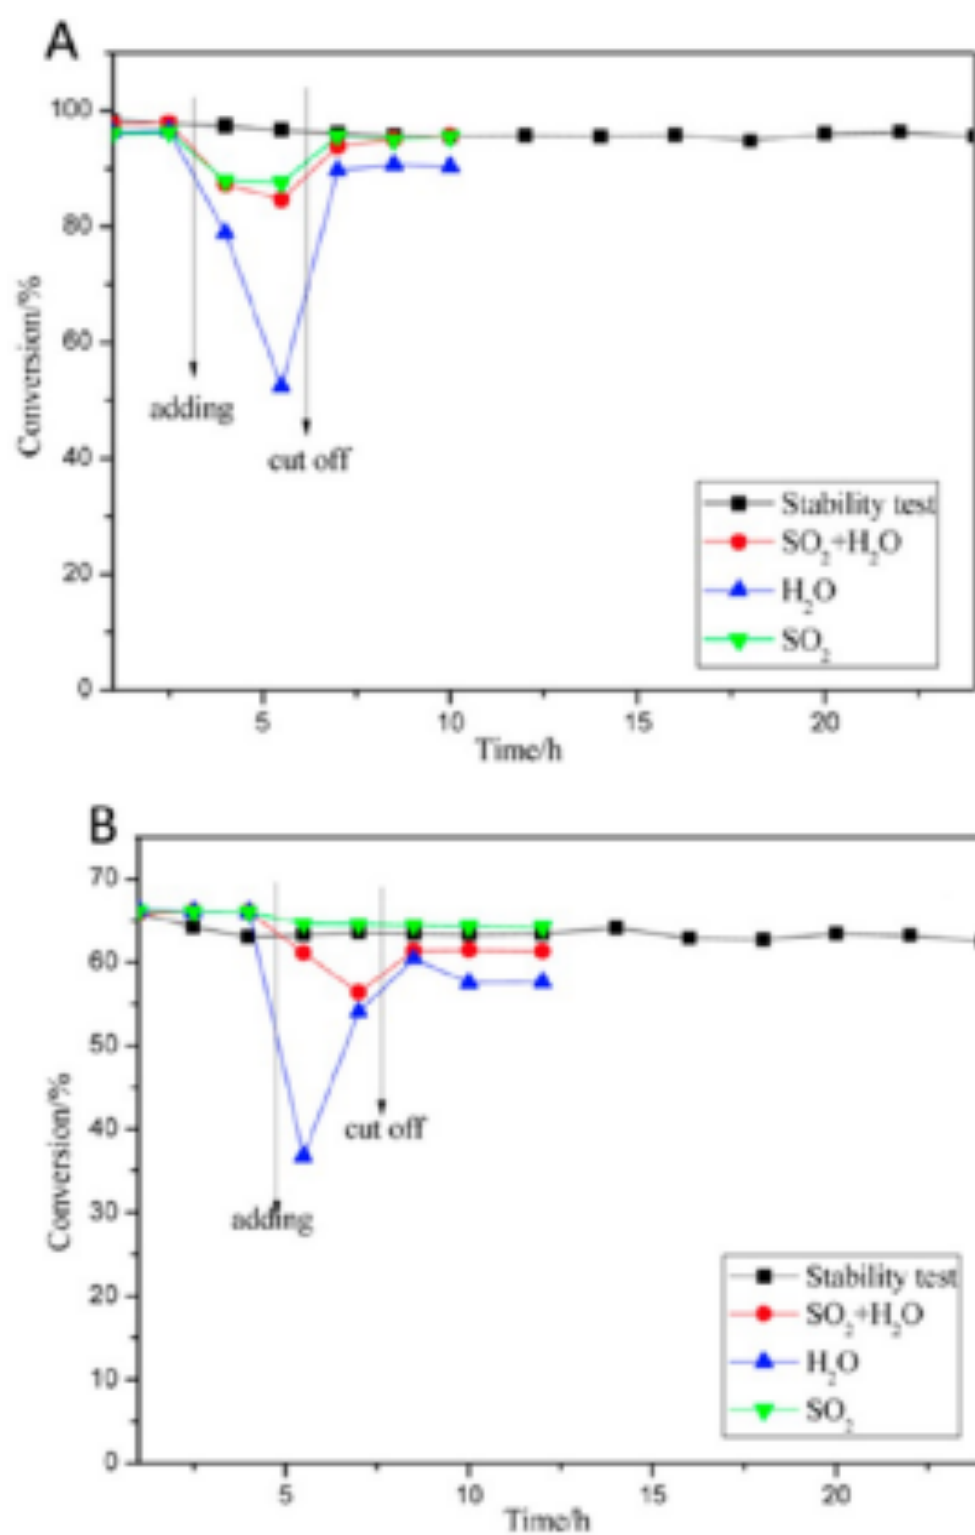 A
100
80
60
40
20
0
Conversion/%
adding
cut off
Stability test
SO₂+H₂O
H₂O
SO₂
5
10
15
20
Time/h
B
70
60
50
40
30
20
10
0
Conversion/%
cut off
adding
Stability test
SO₂+H₂O
H₂O
SO₂
5
10
15
20
Time/h